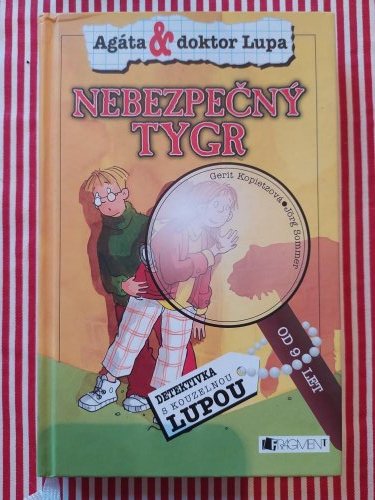 Agáta & doktor Lupa
NEBEZPEČNÝ
TYGR
Gerit Kopietzová • Jörg Sommer
OD 9 LET
DETEKTIVKA
S KOUZELNOU
LUPOU
FRAGMENT